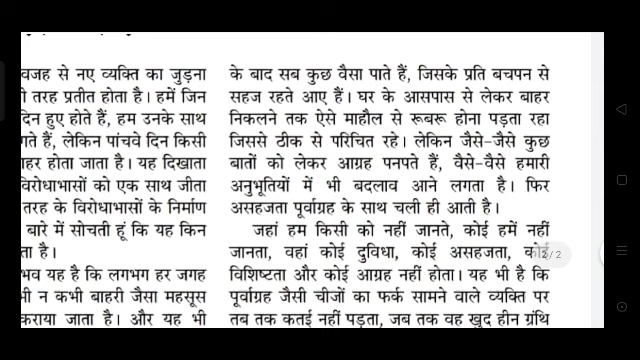 वजह से नए व्यक्ति का जुड़ना
तरह प्रतीत होता है। हमें जिन
दिन हुए होते हैं, हम उनके साथ
हैं, लेकिन पांचवे दिन किसी
होता जाता है। यह दिखाता
विरोधाभासों को एक साथ जीता
तरह के विरोधाभासों के निर्माण
बारे में सोचती हूं कि यह किन
है।
यह है कि लगभग हर जगह
न कभी बाहरी जैसा महसूस
कराया जाता है। और यह भी
के बाद सब कुछ वैसा पाते हैं, जिसके प्रति बचपन से
सहज रहते आए हैं। घर के आसपास से लेकर बाहर
निकलने तक ऐसे माहौल से रूबरू होना पड़ता रहा
जिससे ठीक से परिचित रहे। लेकिन जैसे-जैसे कुछ
बातों को लेकर आग्रह पनपते हैं, वैसे-वैसे हमारी
अनुभूतियों में भी बदलाव आने लगता है। फिर
असहजता पूर्वाग्रह के साथ चली ही आती है।
जहां हम किसी को नहीं जानते, कोई हमें नहीं
जानता, वहां कोई दुविधा, कोई असहजता, कोई
2/2
विशिष्टता और कोई आग्रह नहीं होता। यह भी है कि
पूर्वाग्रह जैसी चीजों का फर्क सामने वाले व्यक्ति पर
तब तक कतई नहीं पड़ता, जब तक वह खुद हीन ग्रंथि